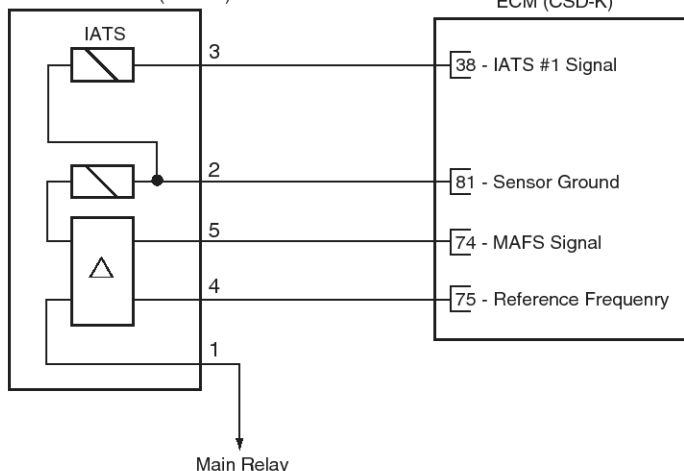 ECM (CSD-K)
IATS
3
38 - IATS #1 Signal
2
81 - Sensor Ground
5
74 - MAFS Signal
4
75 - Reference Frequenry
1
Main Relay